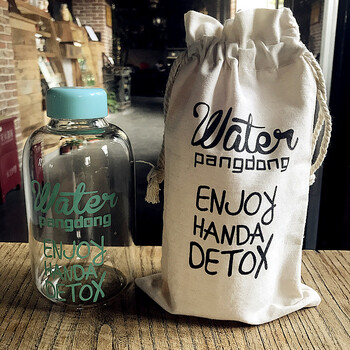 Water
pangdong
ENJOY
HANDA
DETOX
Water
pangdong
ENJOY
HANDA
DETOX